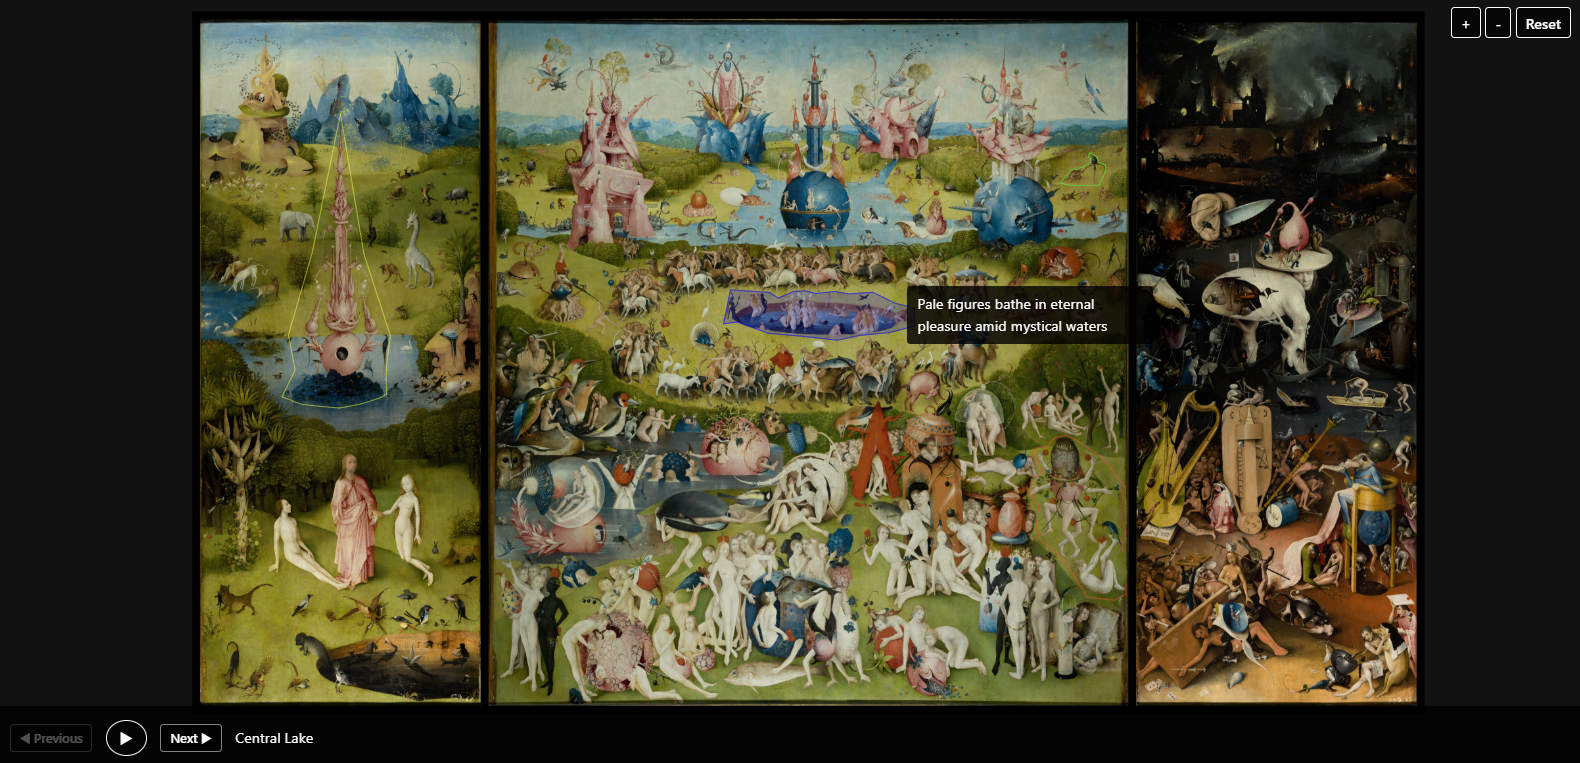 + - Reset
Pale figures bathe in eternal
pleasure amid mystical waters
◀ Previous
Next ▶
Central Lake